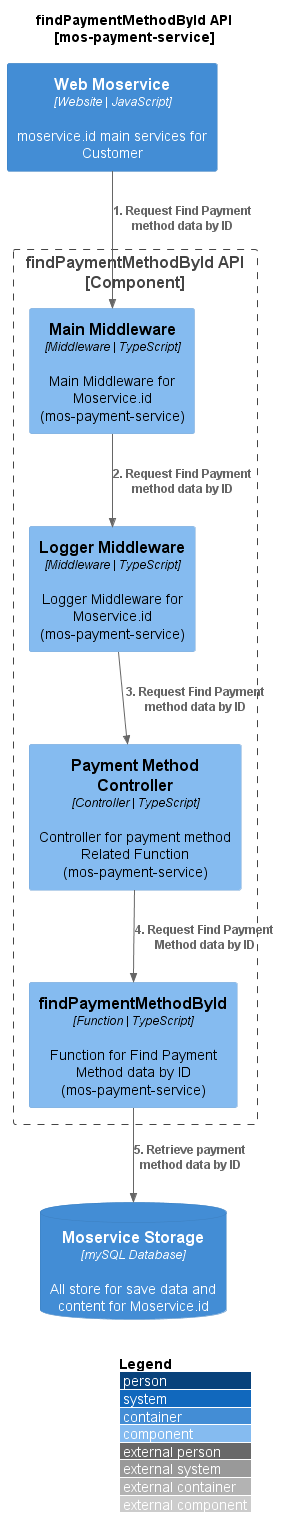 findPaymentMethodById API
[mos-payment-service]
Web Moservice
[Website | JavaScript]
moservice.id main services for
Customer
1. Request Find Payment
method data by ID
findPaymentMethodById API
[Component]
Main Middleware
[Middleware | TypeScript]
Main Middleware for
Moservice.id
(mos-payment-service)
2. Request Find Payment
method data by ID
Logger Middleware
[Middleware | TypeScript]
Logger Middleware for
Moservice.id
(mos-payment-service)
3. Request Find Payment
method data by ID
Payment Method
Controller
[Controller | TypeScript]
Controller for payment method
Related Function
(mos-payment-service)
4. Request Find Payment
Method data by ID
findPaymentMethodById
[Function | TypeScript]
Function for Find Payment
Method data by ID
(mos-payment-service)
5. Retrieve payment
method data by ID
Moservice Storage
[mySQL Database]
All store for save data and
content for Moservice.id
Legend
person
system
container
component
external person
external system
external container
external component